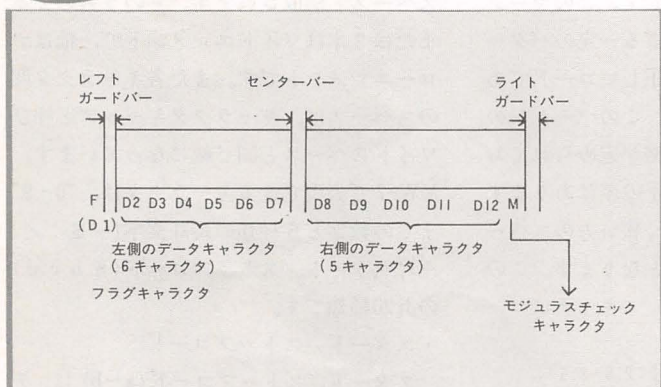 レフト
ガードバー
センターバー
ライト
ガードバー
F D2 D3 D4 D5 D6 D7 D8 D9 D10 D11 D12 M
(D1)
左側のデータキャラクタ
(6キャラクタ)
右側のデータキャラクタ
(5キャラクタ)
フラグキャラクタ
モジュラスチェック
キャラクタ